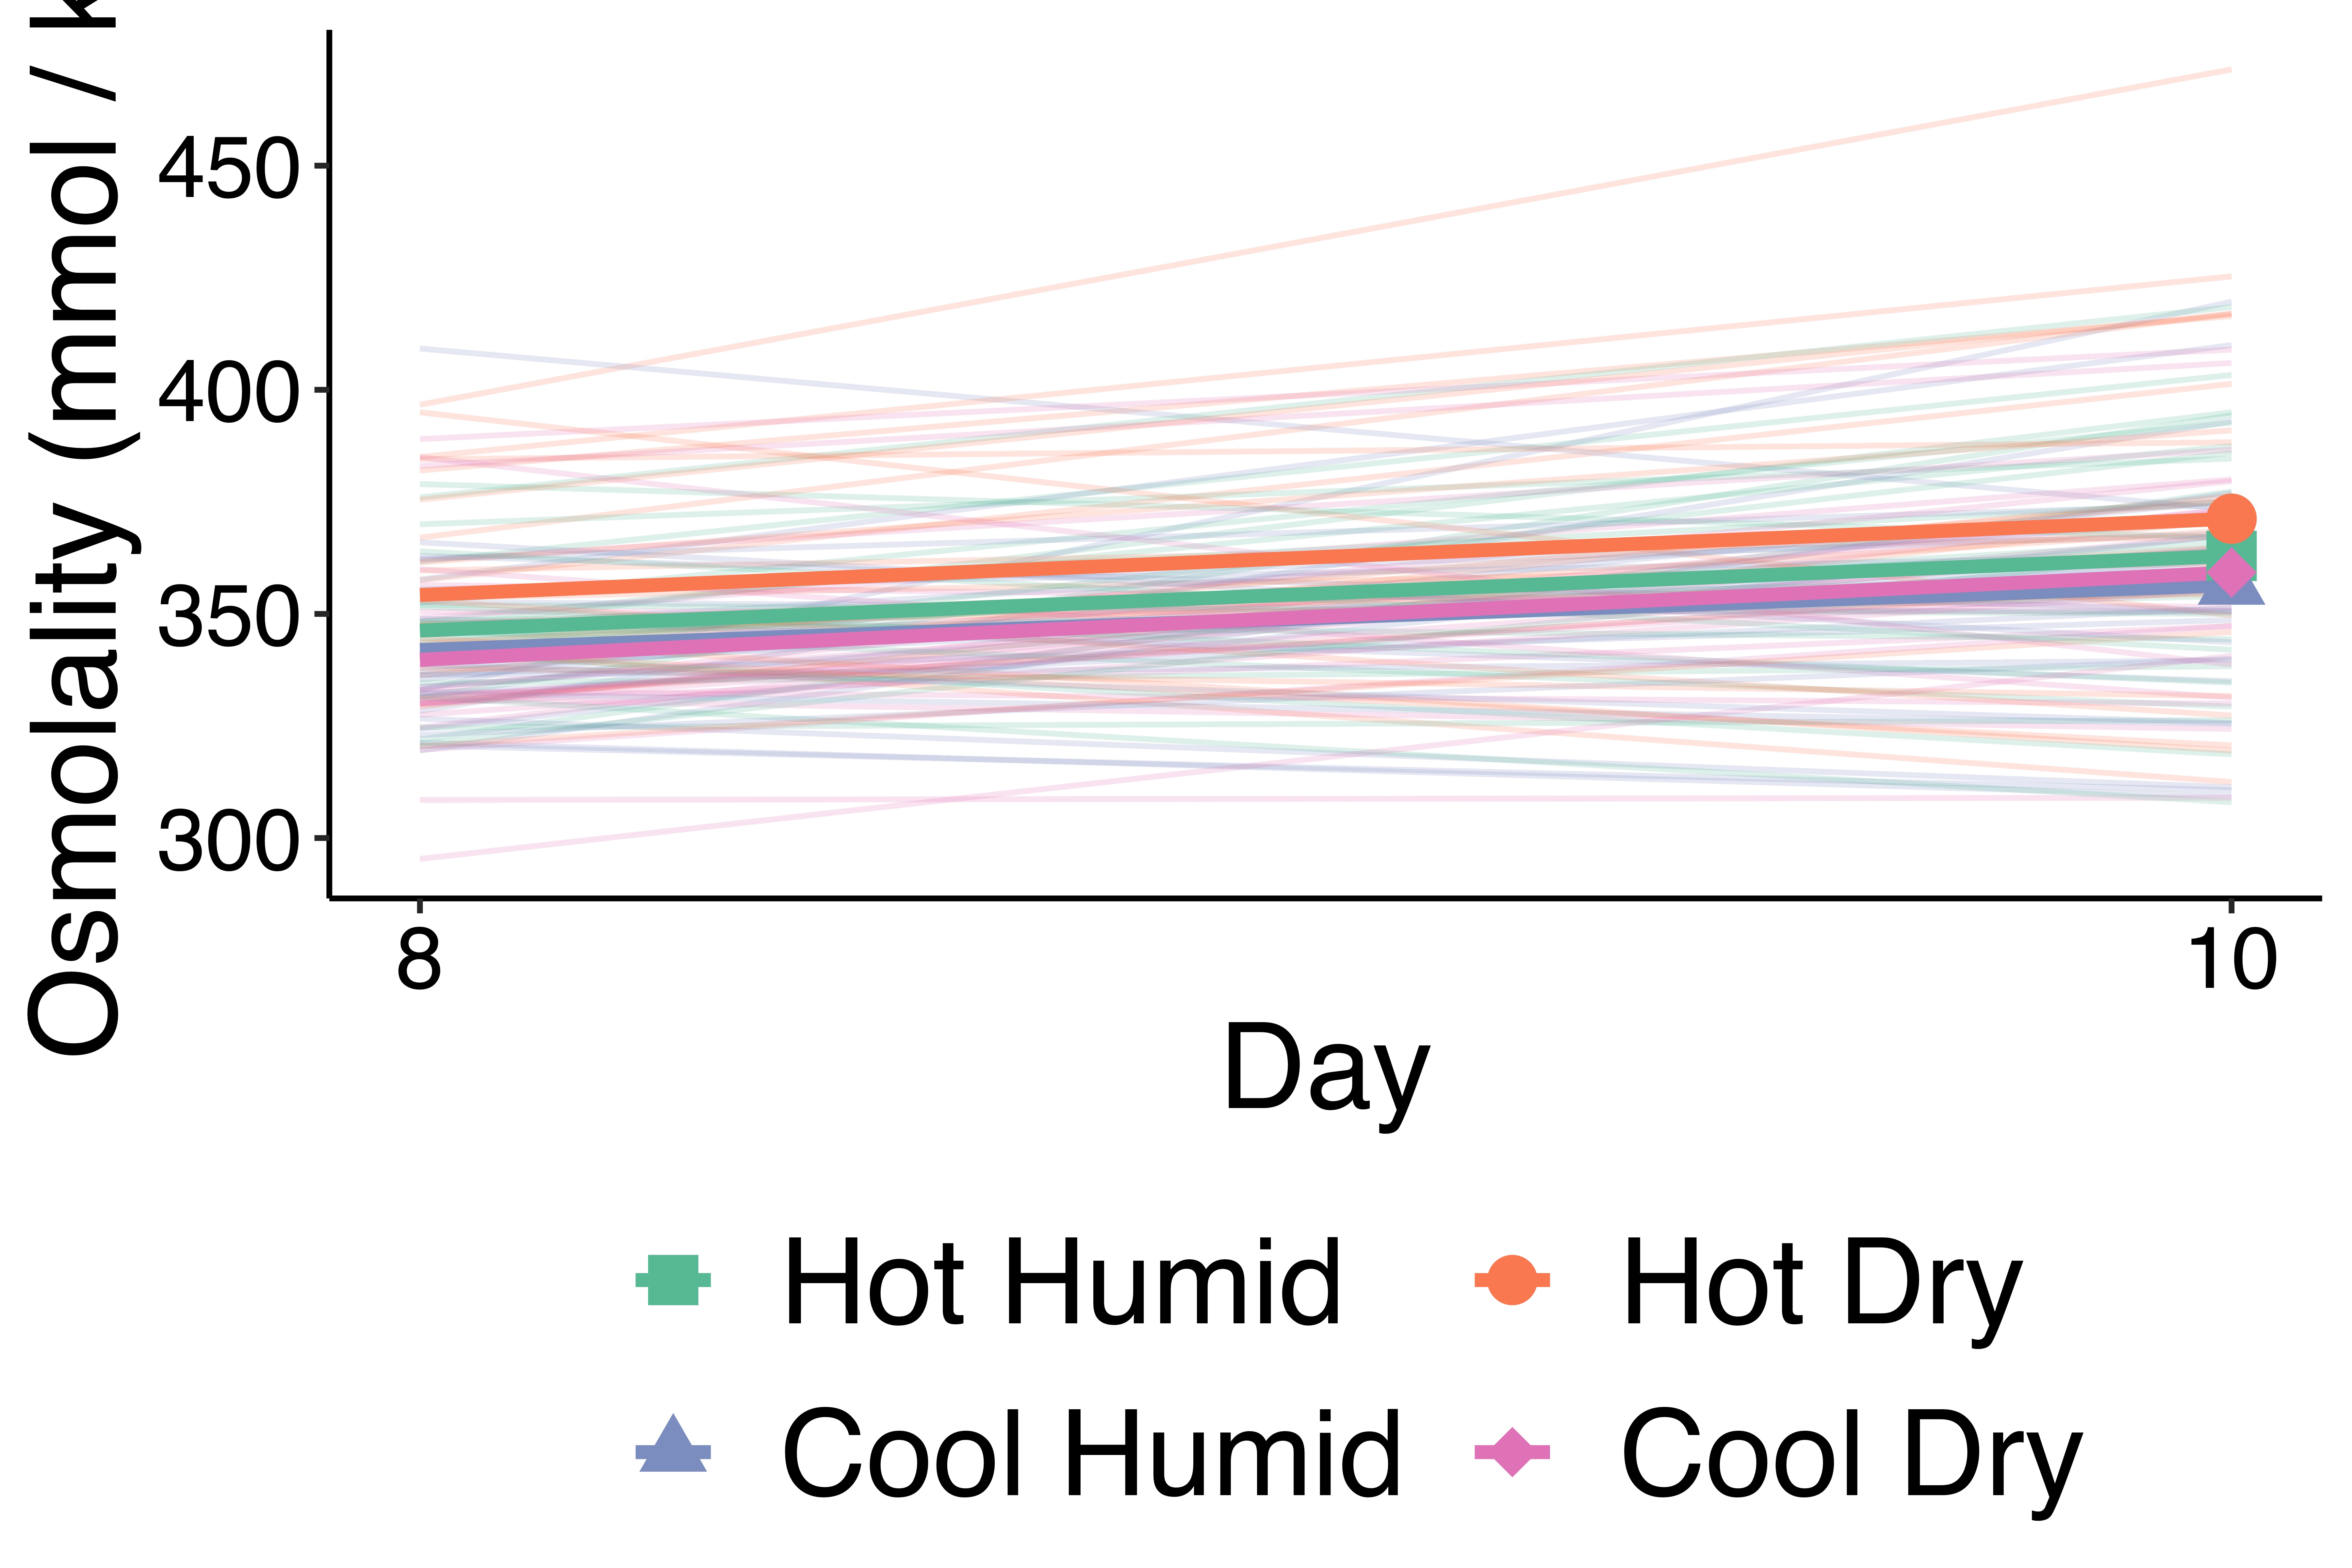 Osmolality (mmol / k
450
400
350
300
8 10
Day
Hot Humid Hot Dry
Cool Humid Cool Dry